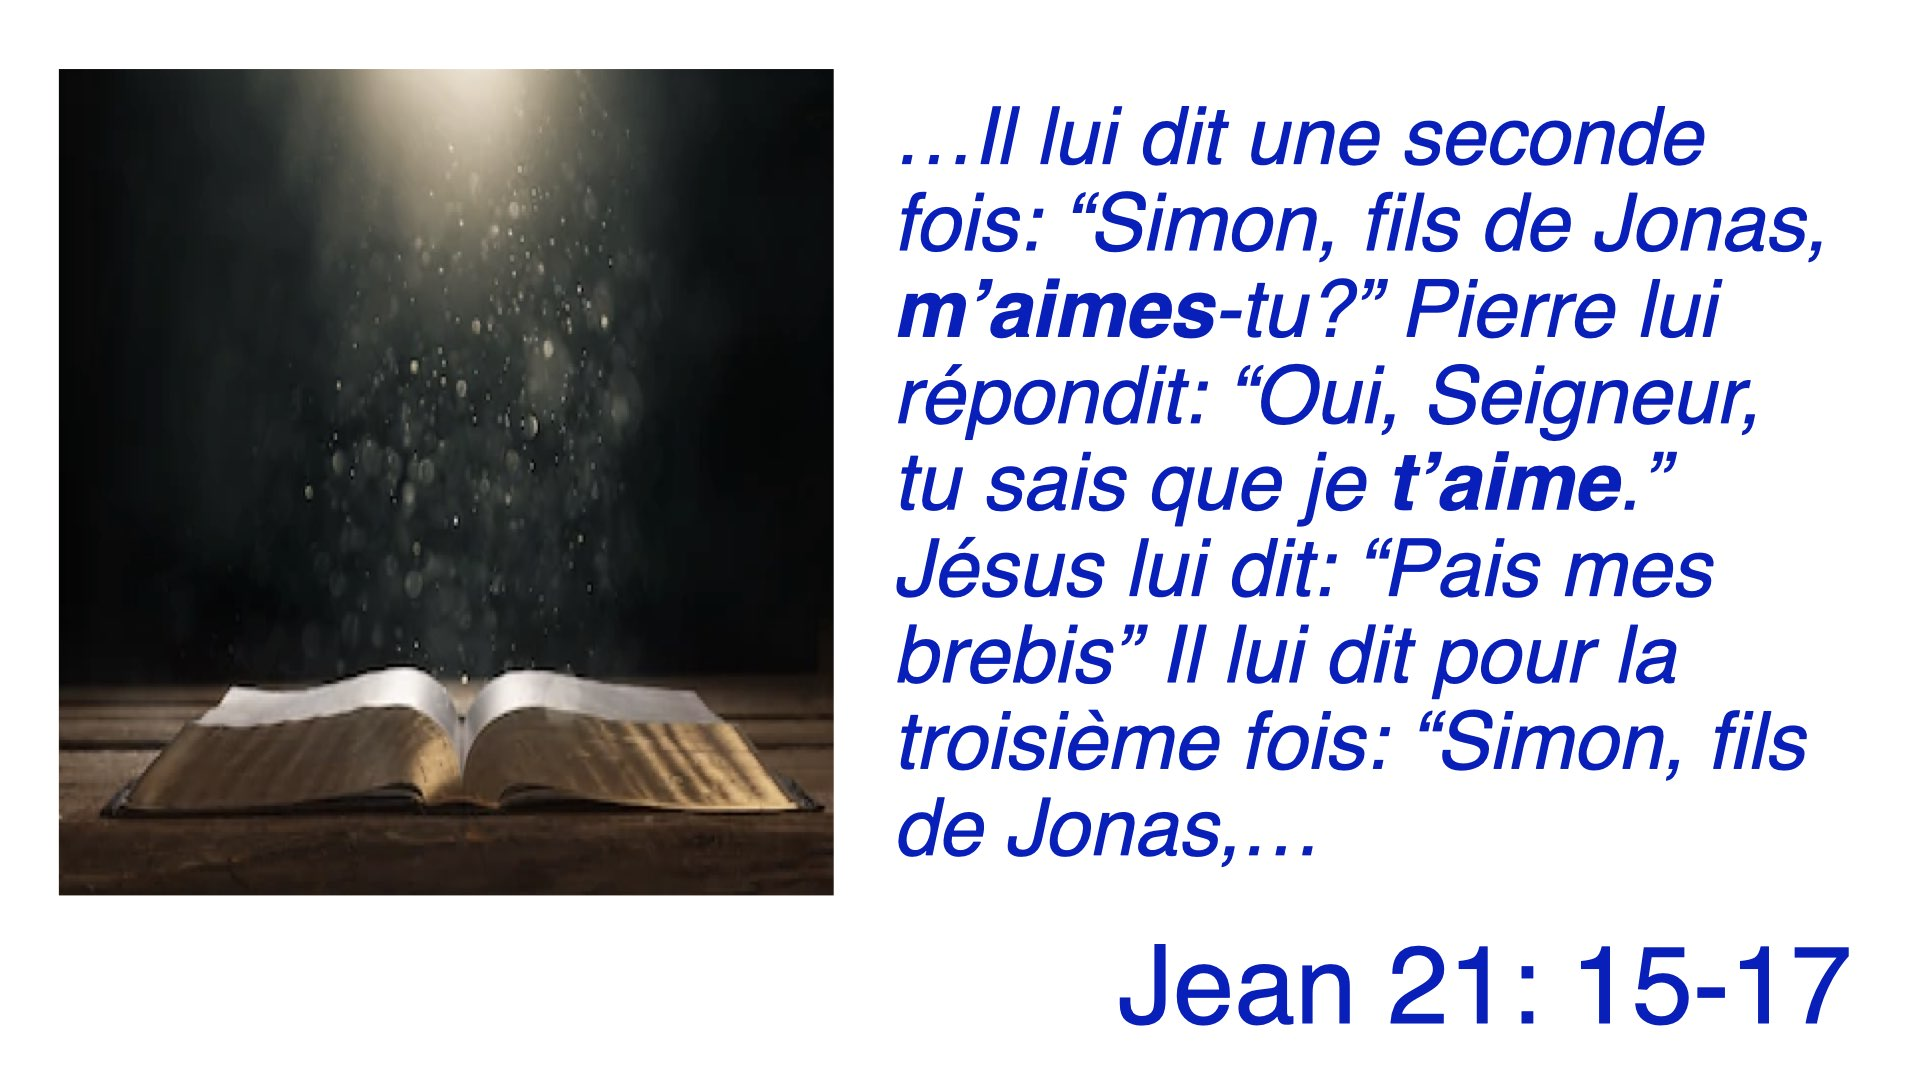 …Il lui dit une seconde
fois: “Simon, fils de Jonas,
m’aimes-tu?” Pierre lui
répondit: “Oui, Seigneur,
tu sais que je t’aime.”
Jésus lui dit: “Pais mes
brebis” Il lui dit pour la
troisième fois: “Simon, fils
de Jonas,…
Jean 21: 15-17